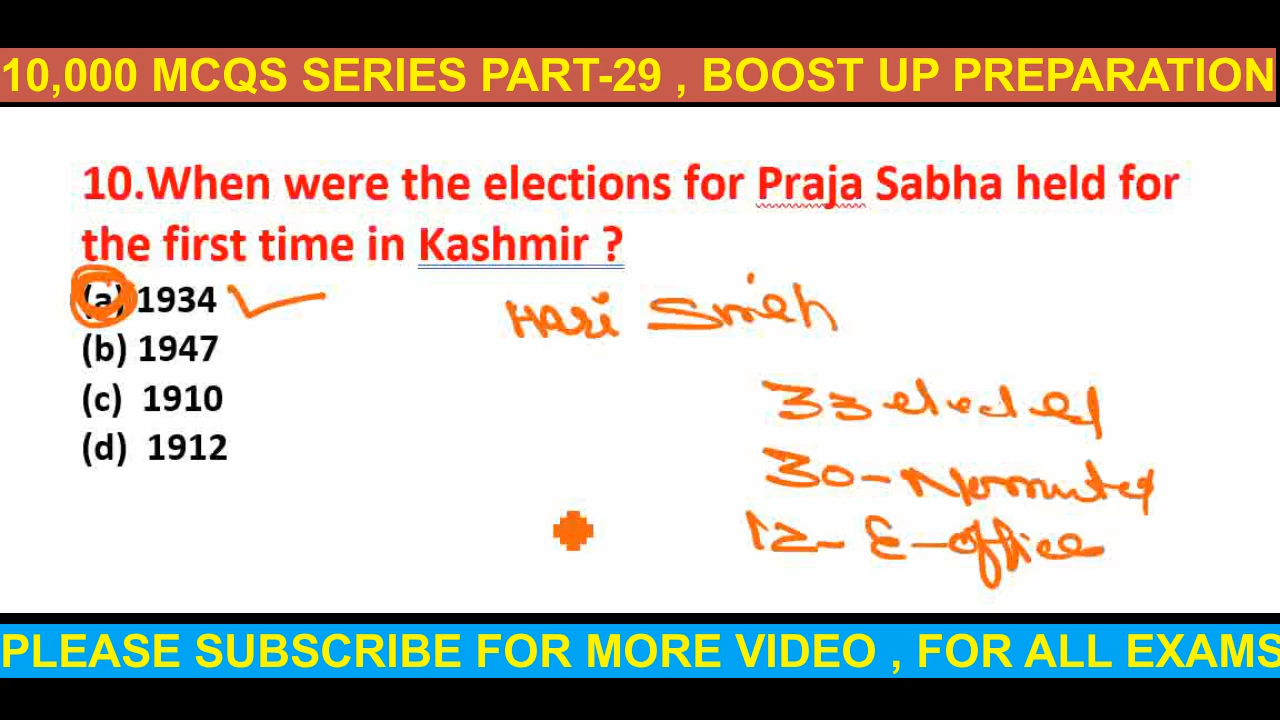 10,000 MCQS SERIES PART-29 , BOOST UP PREPARATION
10.When were the elections for Praja Sabha held for
the first time in Kashmir ?
(a) 1934
(b) 1947
(c) 1910
(d) 1912
Hari
33 elected
30-
12- E-office
PLEASE SUBSCRIBE FOR MORE VIDEO , FOR ALL EXAMS